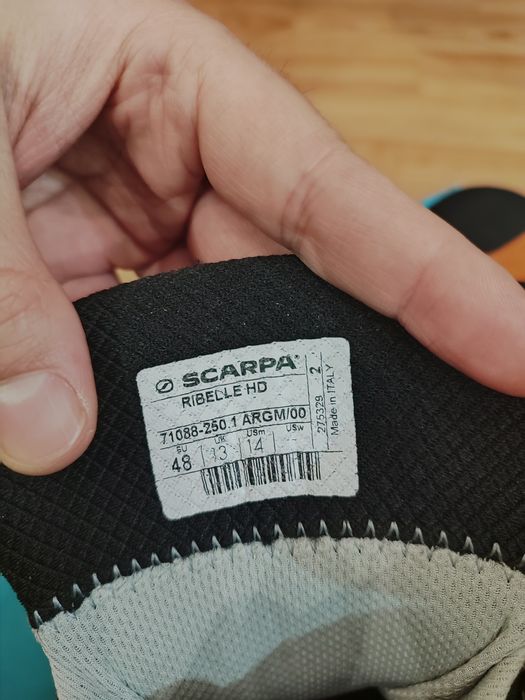 SCARPA
RIBELLE HD
71088-250.1 ARGM/00
EU UK USm USw
48 13 14
275329 2
Made in ITALY